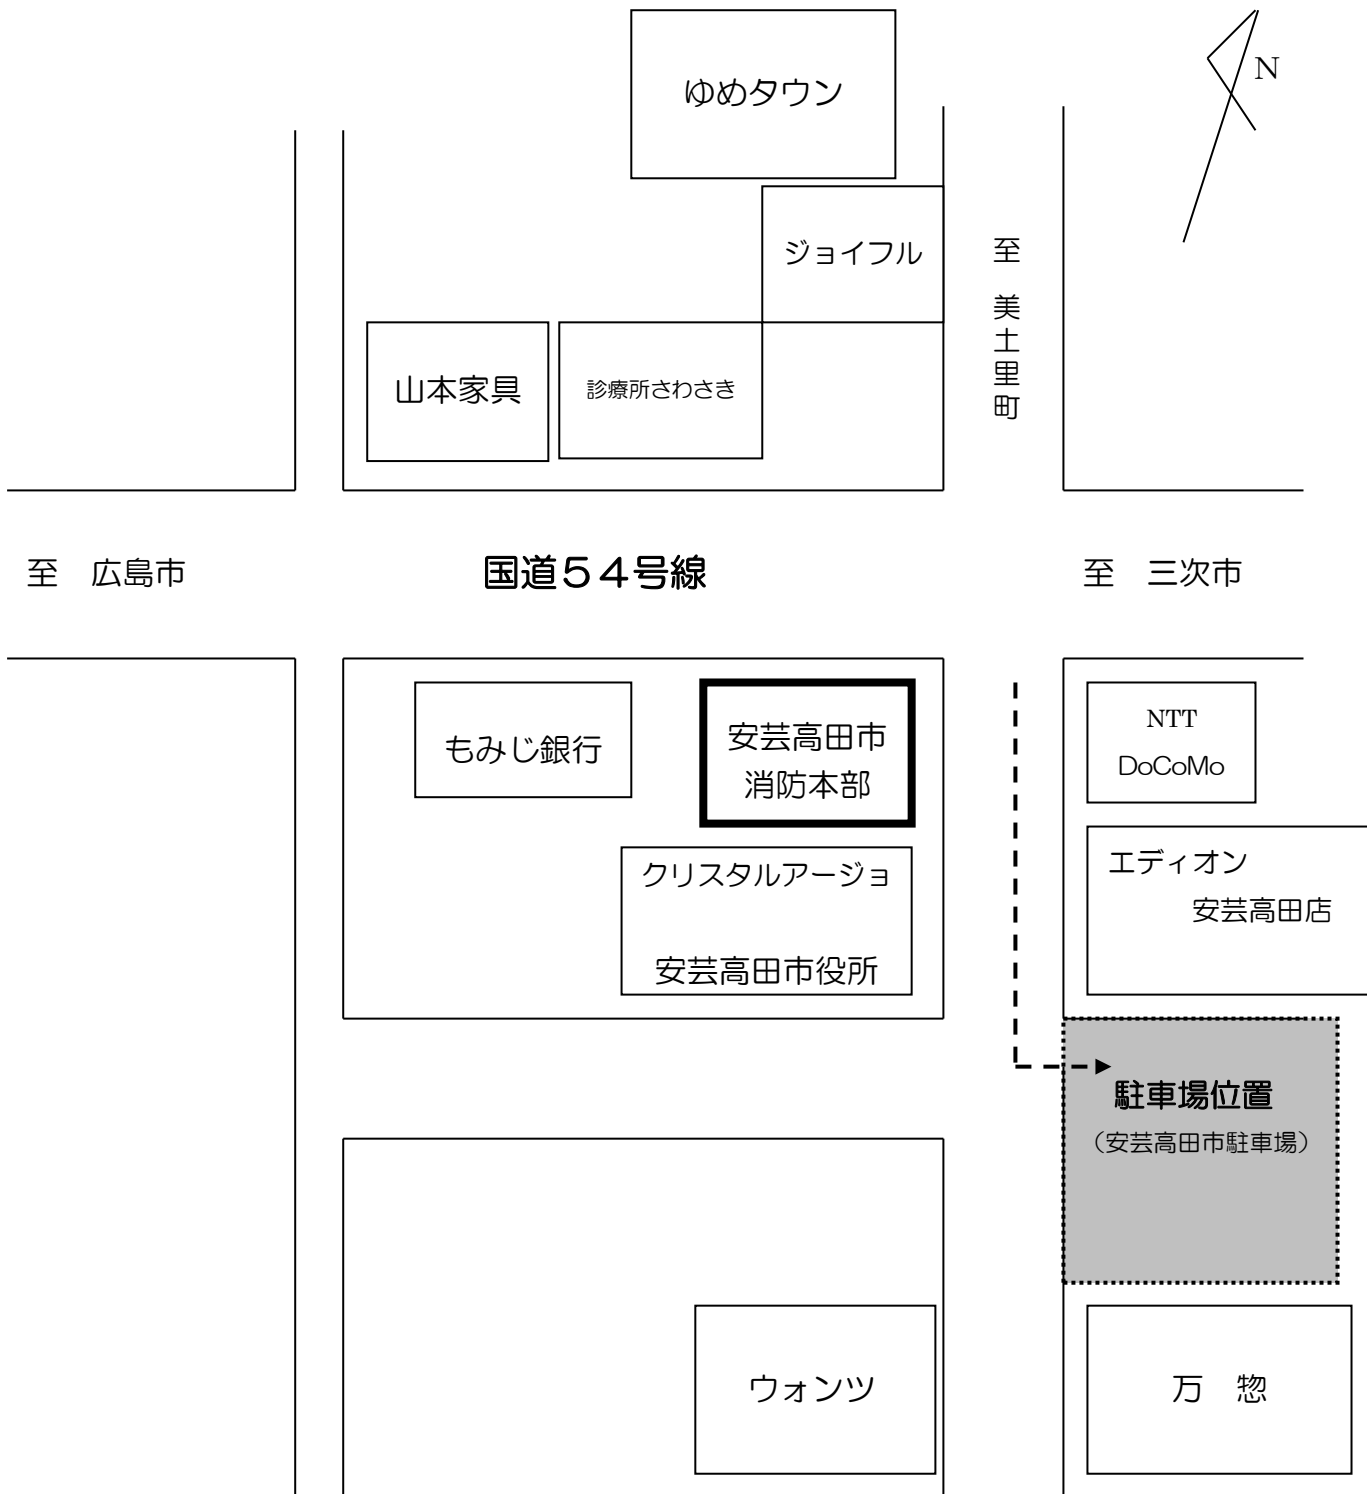 ゆめタウン
N
ジョイフル
至　美土里町
山本家具
診療所さわさき
至　広島市
国道５４号線
至　三次市
もみじ銀行
安芸高田市
消防本部
NTT
DoCoMo
クリスタルアージョ
安芸高田市役所
エディオン
安芸高田店
駐車場位置
（安芸高田市駐車場）
ウォンツ
万　惣